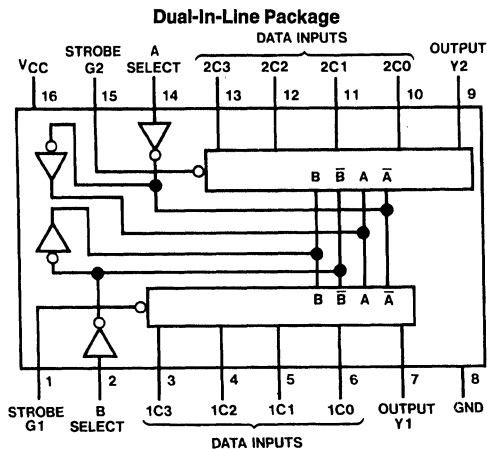 Dual-In-Line Package
DATA INPUTS
STROBE G2
A SELECT
2C3 2C2 2C1 2C0
OUTPUT Y2
VCC
16 15 14 13 12 11 10 9
B B̅ A A̅
B B̅ A A̅
1 2 3 4 5 6 7 8
STROBE G1
B SELECT
1C3 1C2 1C1 1C0
OUTPUT Y1
GND
DATA INPUTS